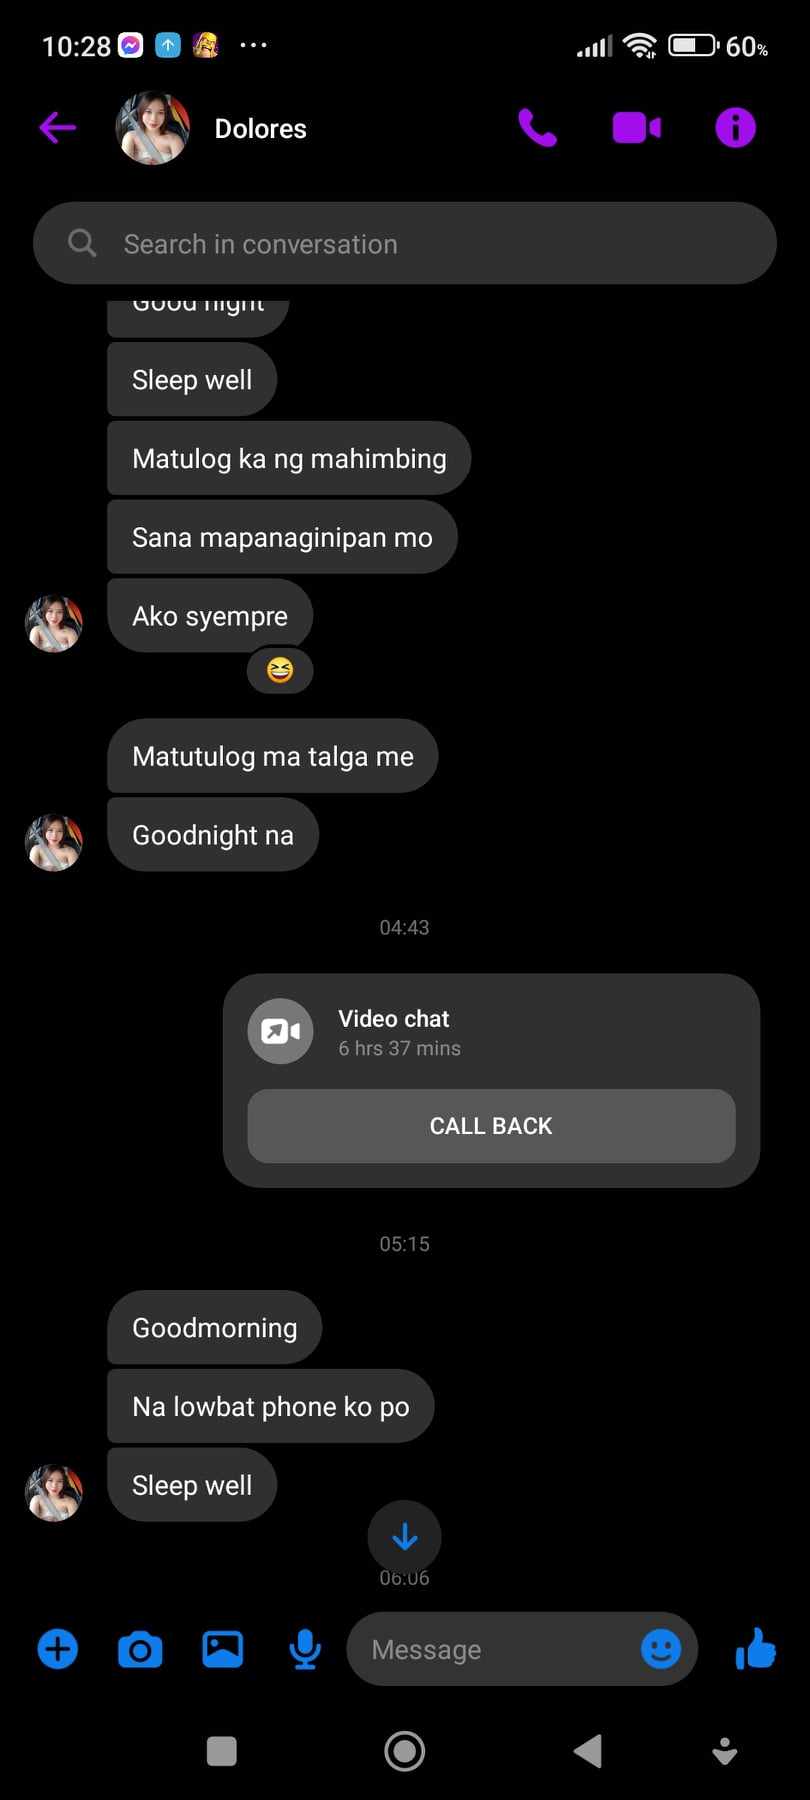 10:28
60%
Dolores
Search in conversation
Good night
Sleep well
Matulog ka ng mahimbing
Sana mapanaginipan mo
Ako syempre
Matutulog ma talga me
Goodnight na
04:43
Video chat
6 hrs 37 mins
CALL BACK
05:15
Goodmorning
Na lowbat phone ko po
Sleep well
06:06
Message